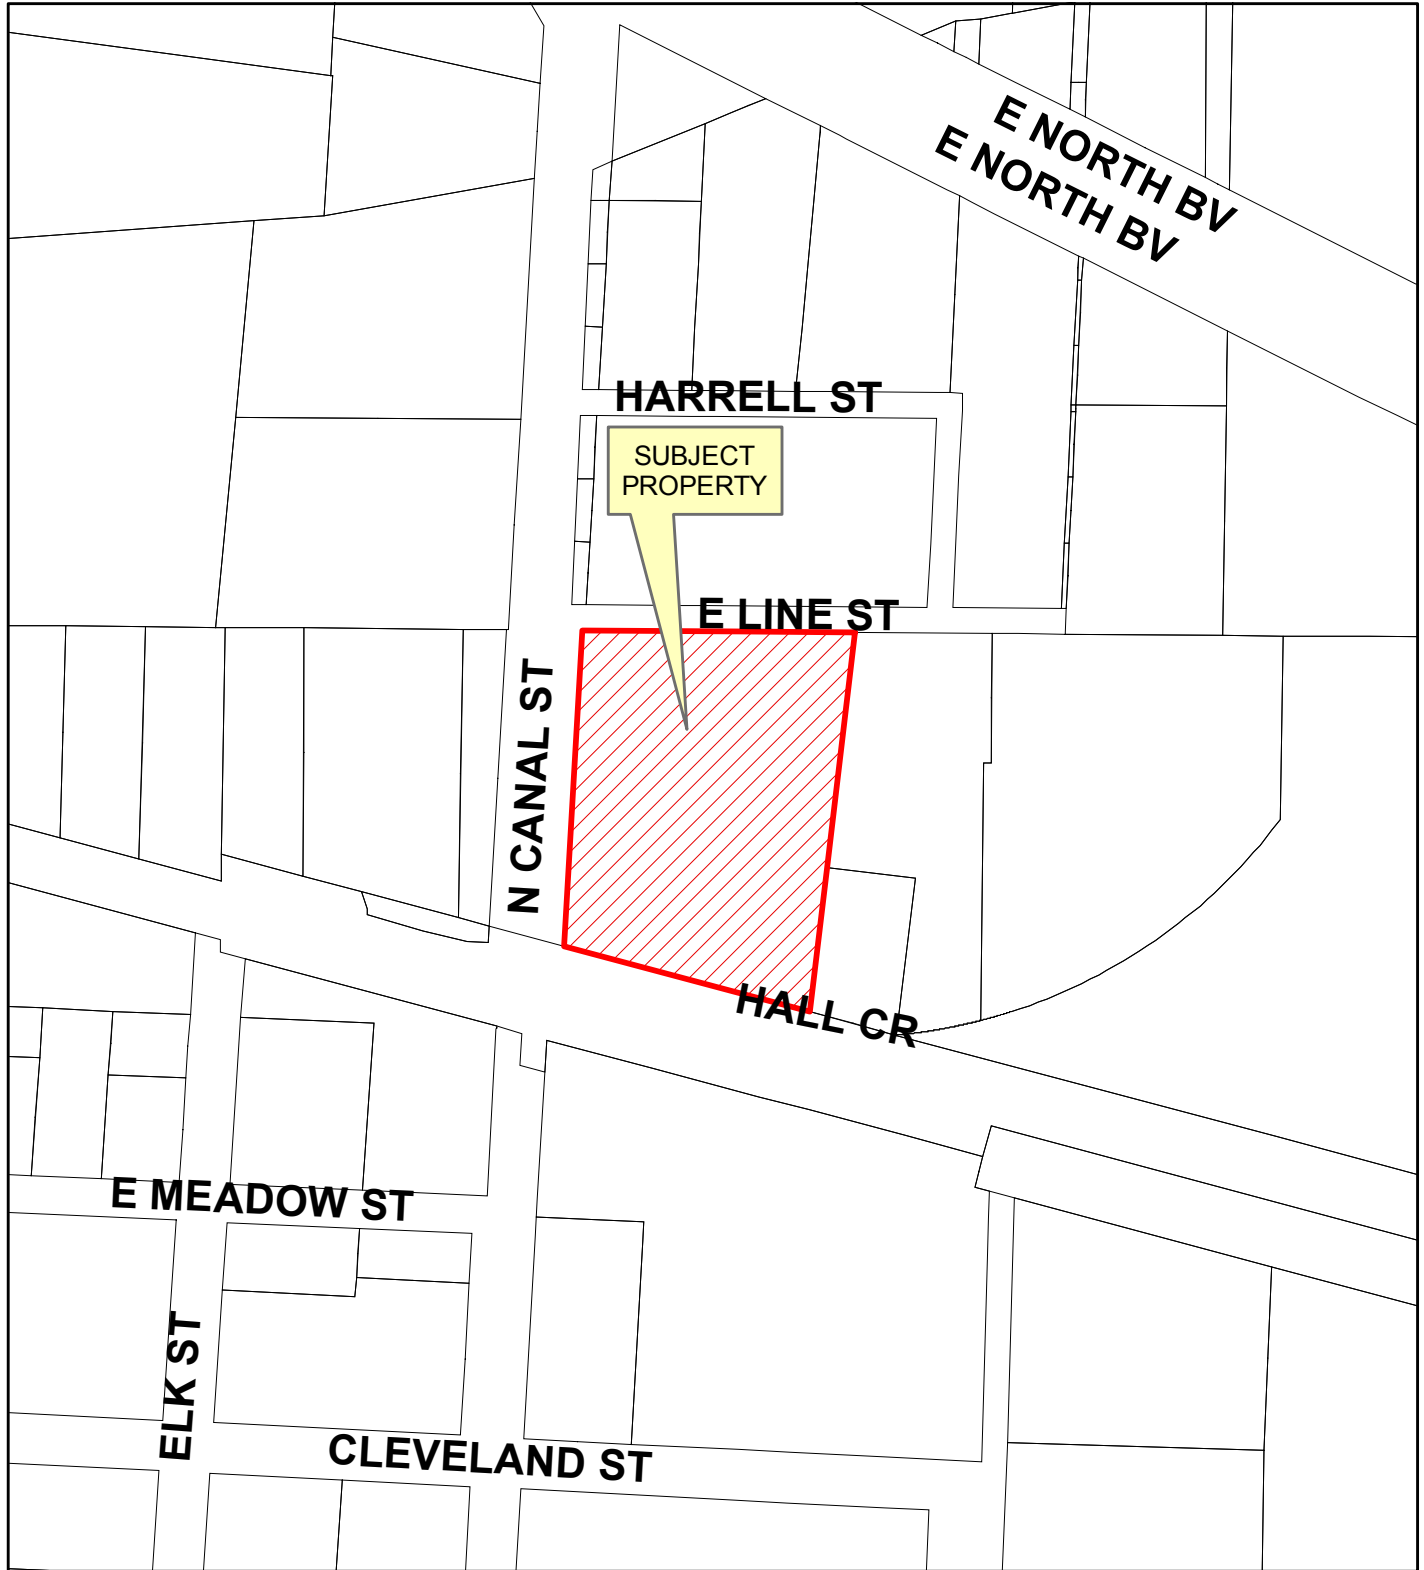 E NORTH BV
E NORTH BV
HARRELL ST
SUBJECT
PROPERTY
E LINE ST
N CANAL ST
HALL CR
E MEADOW ST
ELK ST
CLEVELAND ST